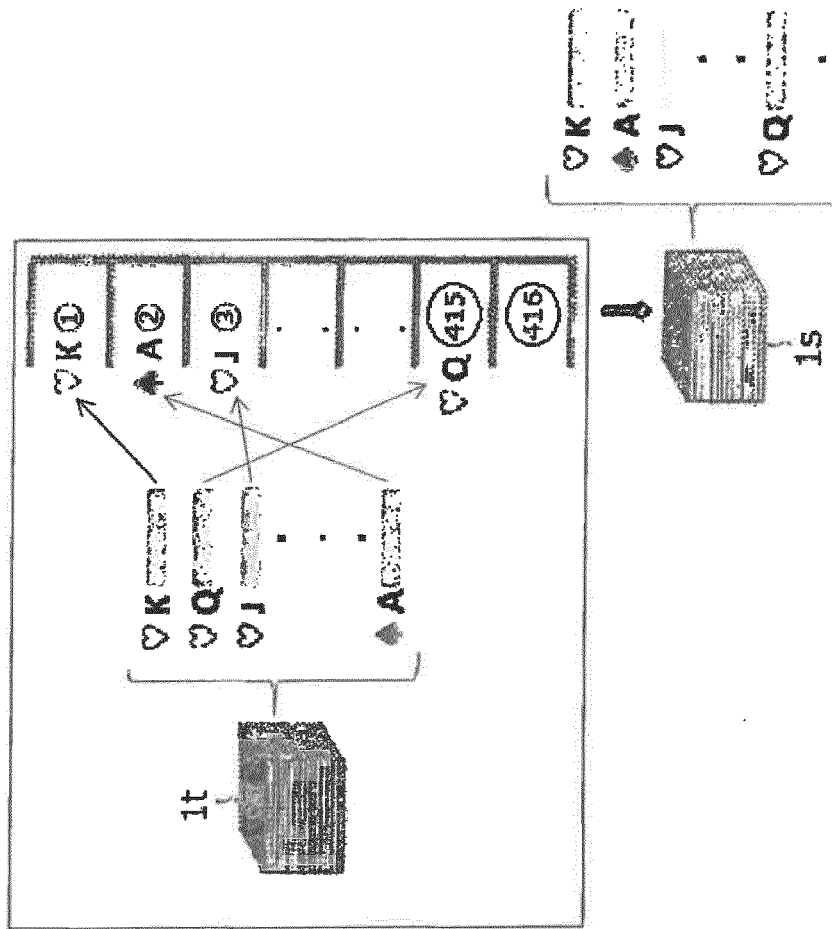 1t
♡K
♡Q
♡J
♠A
♡K ①
♠A ②
♡J ③
♡Q 415
416
1s
♡K
♠A
♡J
♡Q